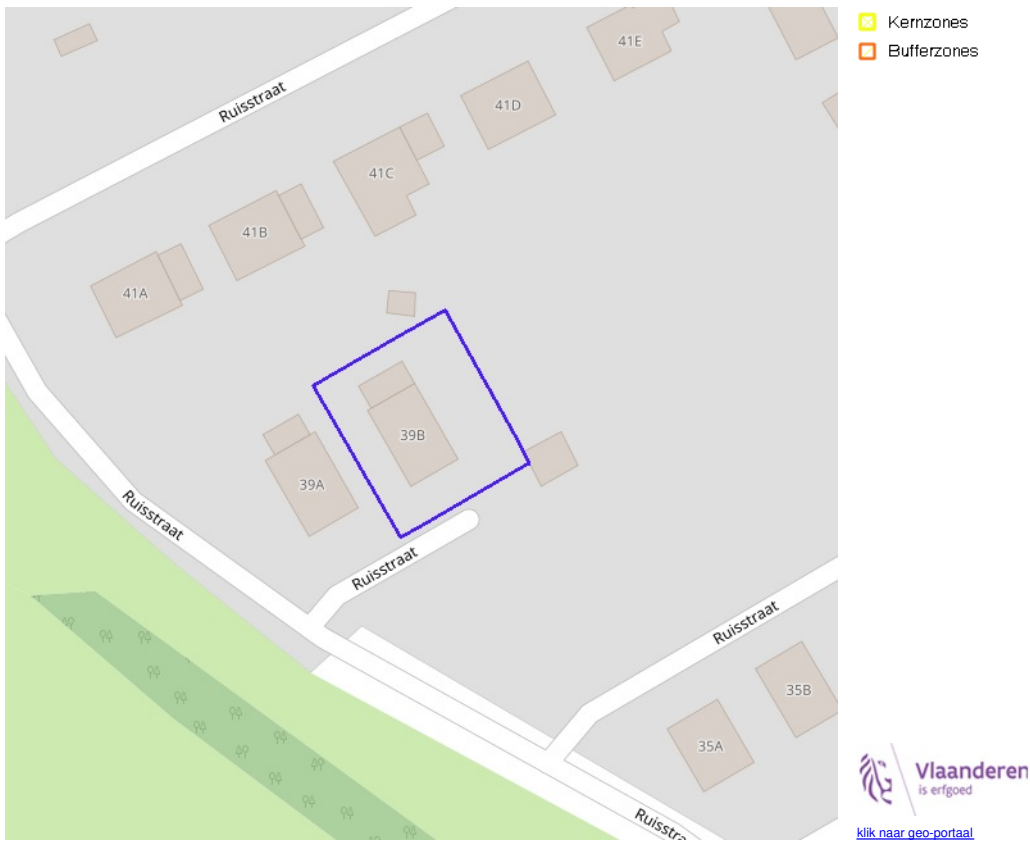 Kernzones
Bufferzones
41E
Ruisstraat
41D
41C
41B
41A
39B
39A
Ruisstraat
Ruisstraat
Ruisstraat
35B
35A
Ruisstra
Vlaanderen
is erfgoed
klik naar geo-portaal